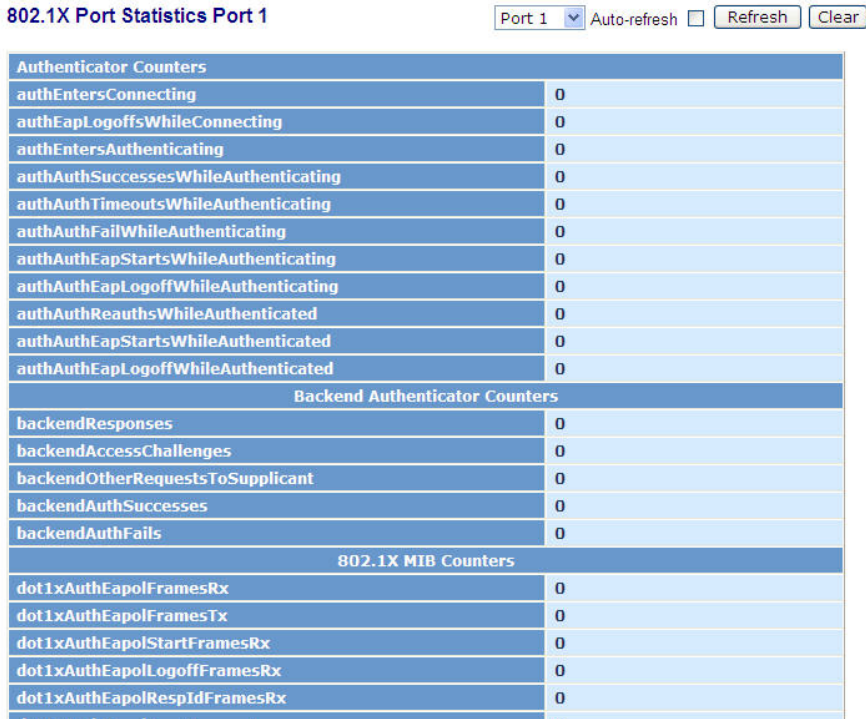 802.1X Port Statistics Port 1
Port 1 Auto-refresh Refresh Clear
Authenticator Counters
authEntersConnecting 0
authEapLogoffsWhileConnecting 0
authEntersAuthenticating 0
authAuthSuccessesWhileAuthenticating 0
authAuthTimeoutsWhileAuthenticating 0
authAuthFailWhileAuthenticating 0
authAuthEapStartsWhileAuthenticating 0
authAuthEapLogoffWhileAuthenticating 0
authAuthReauthsWhileAuthenticated 0
authAuthEapStartsWhileAuthenticated 0
authAuthEapLogoffWhileAuthenticated 0
Backend Authenticator Counters
backendResponses 0
backendAccessChallenges 0
backendOtherRequestsToSupplicant 0
backendAuthSuccesses 0
backendAuthFails 0
802.1X MIB Counters
dot1xAuthEapolFramesRx 0
dot1xAuthEapolFramesTx 0
dot1xAuthEapolStartFramesRx 0
dot1xAuthEapolLogoffFramesRx 0
dot1xAuthEapolRespIdFramesRx 0